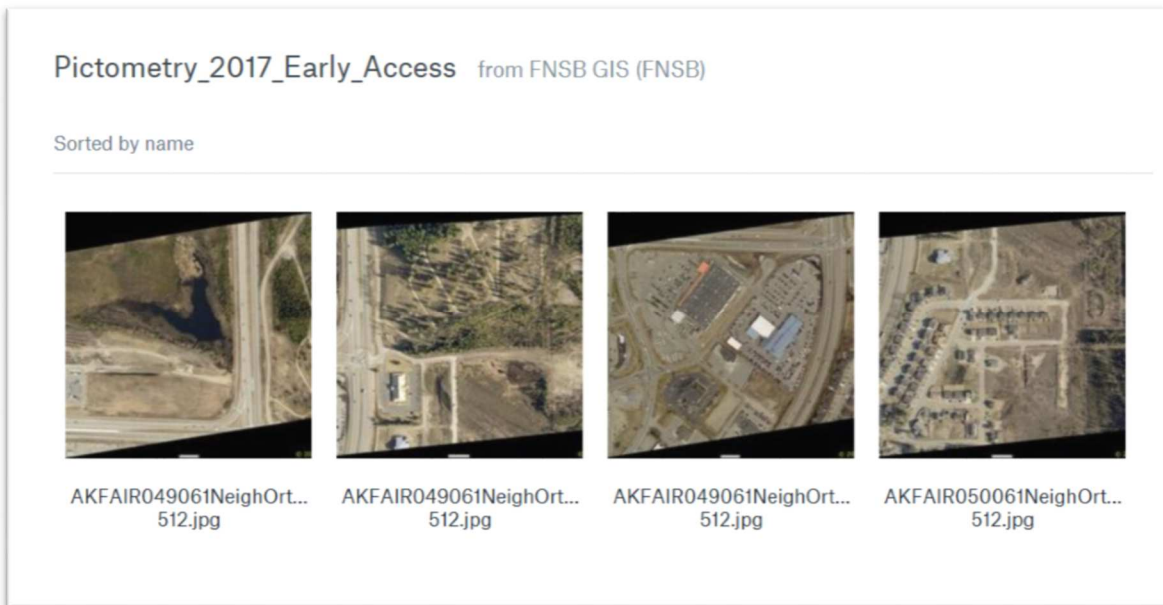 Pictometry_2017_Early_Access from FNSB GIS (FNSB)
Sorted by name
AKFAIR049061NeighOrt...
512.jpg
AKFAIR049061NeighOrt...
512.jpg
AKFAIR049061NeighOrt...
512.jpg
AKFAIR050061NeighOrt...
512.jpg